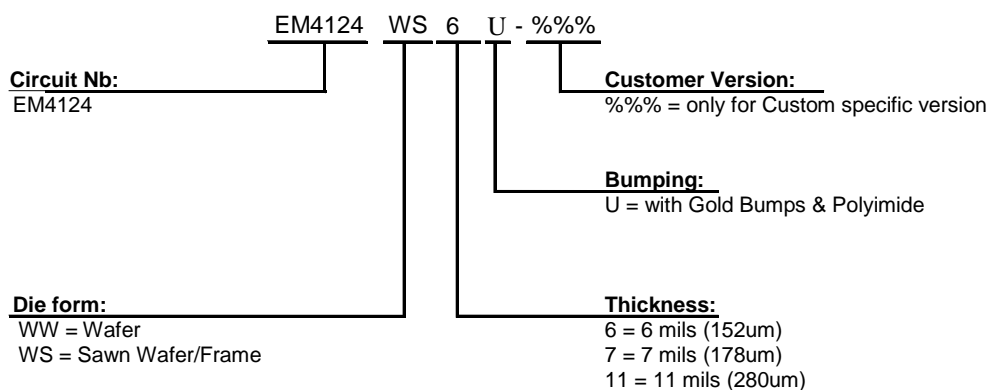 EM4124 WS 6 U - %%%
Circuit Nb:
EM4124
Customer Version:
%%% = only for Custom specific version
Bumping:
U = with Gold Bumps & Polyimide
Die form:
WW = Wafer
WS = Sawn Wafer/Frame
Thickness:
6 = 6 mils (152um)
7 = 7 mils (178um)
11 = 11 mils (280um)